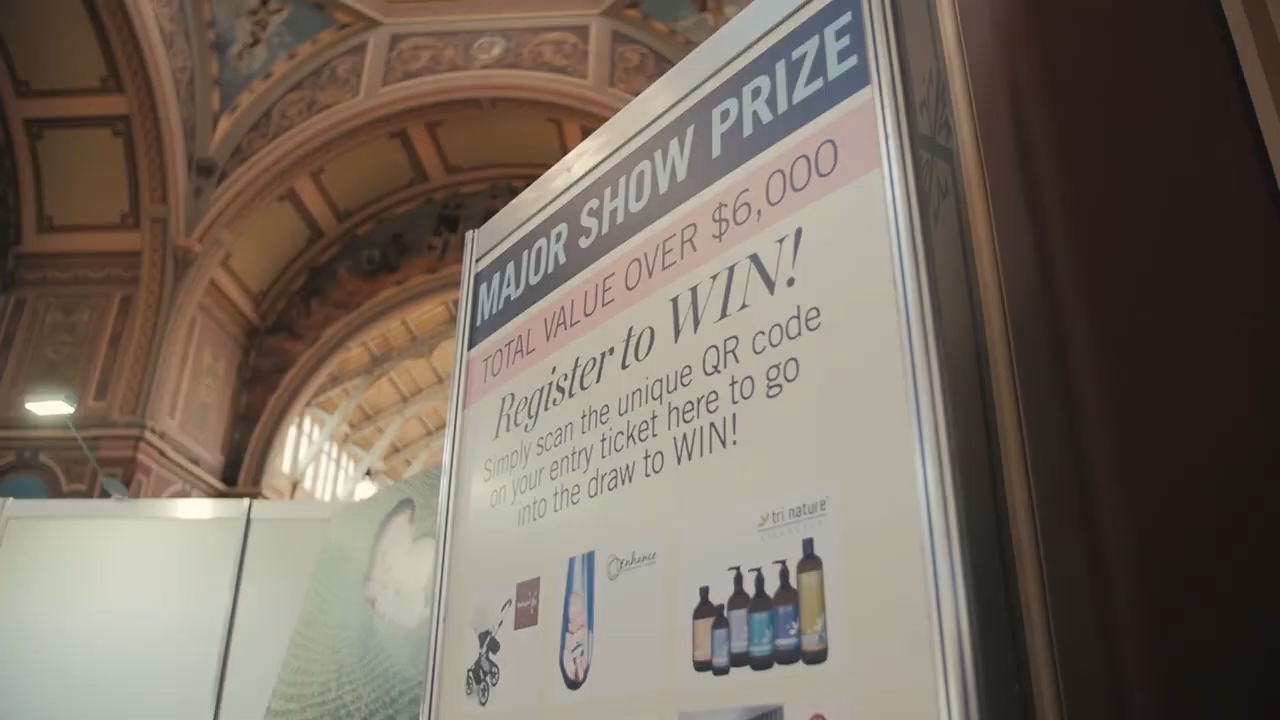 MAJOR SHOW PRIZE
TOTAL VALUE OVER $6,000
Register to WIN!
Simply scan the unique QR code
on your entry ticket here to go
into the draw to WIN!
tri nature
enhance